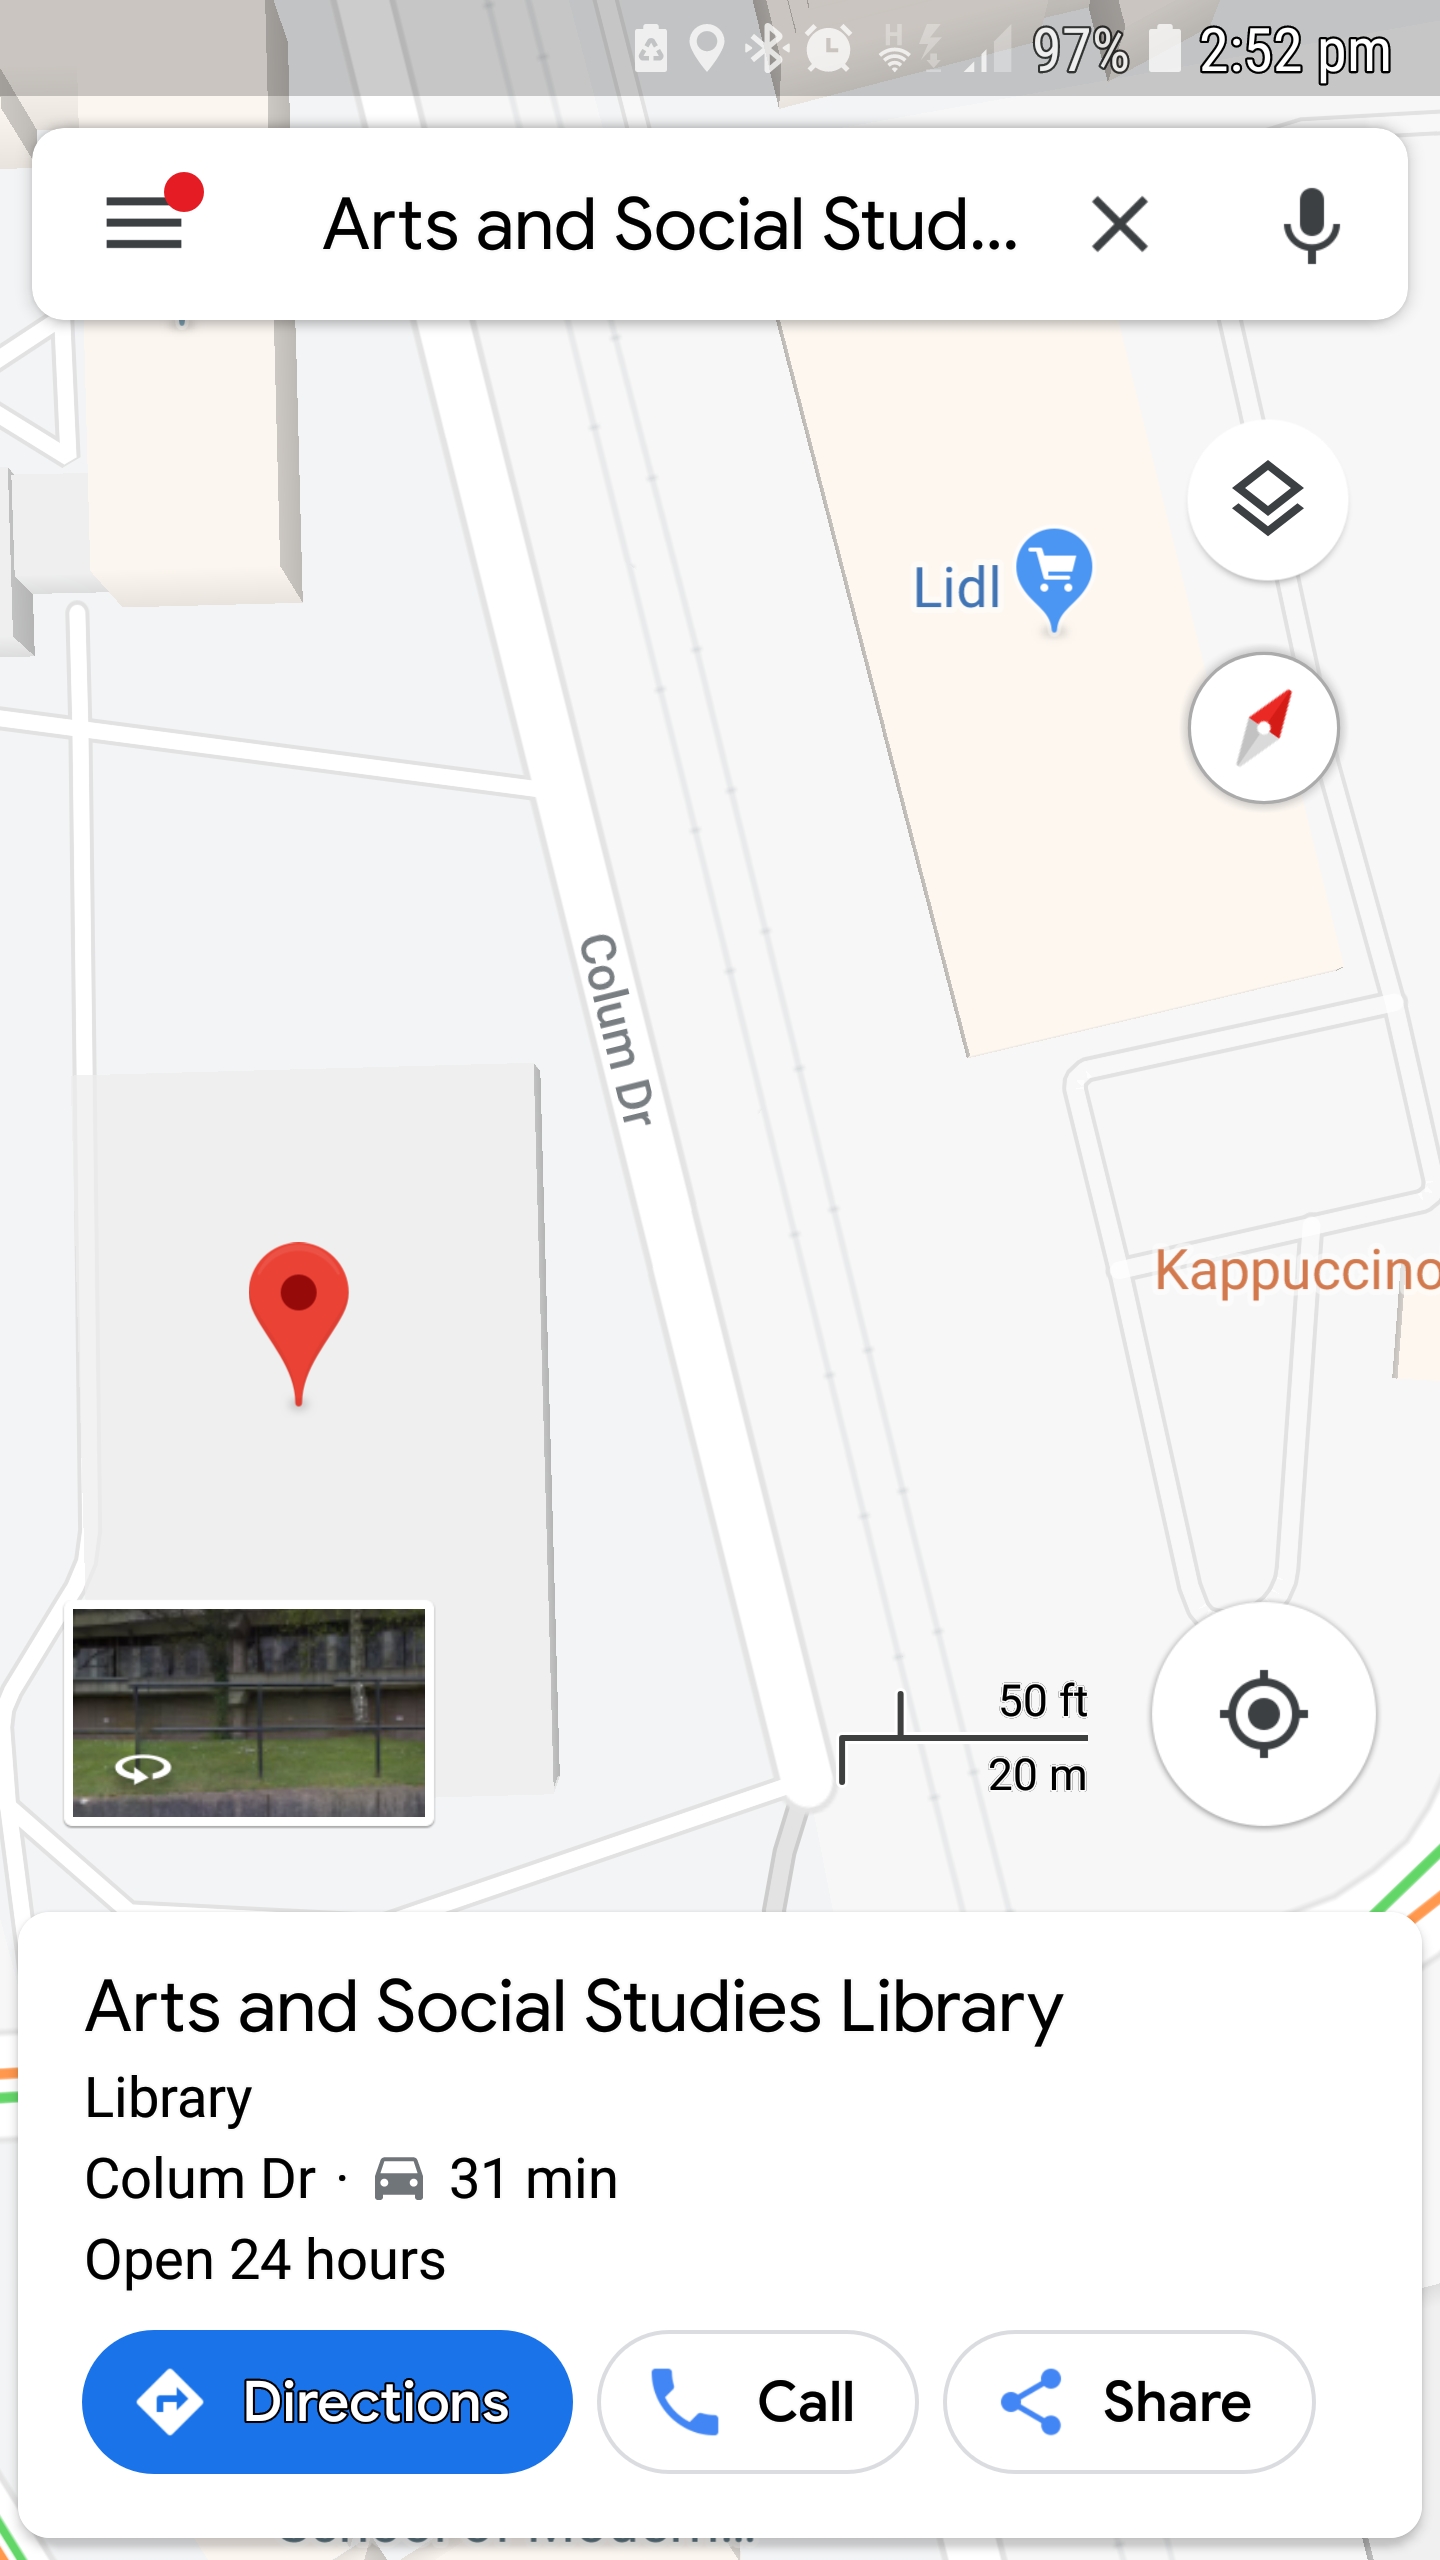 H 97% 2:52 pm
Arts and Social Stud...
Lidl
Colum Dr
Kappuccino
50 ft
20 m
Arts and Social Studies Library
Library
Colum Dr · 31 min
Open 24 hours
Directions Call Share